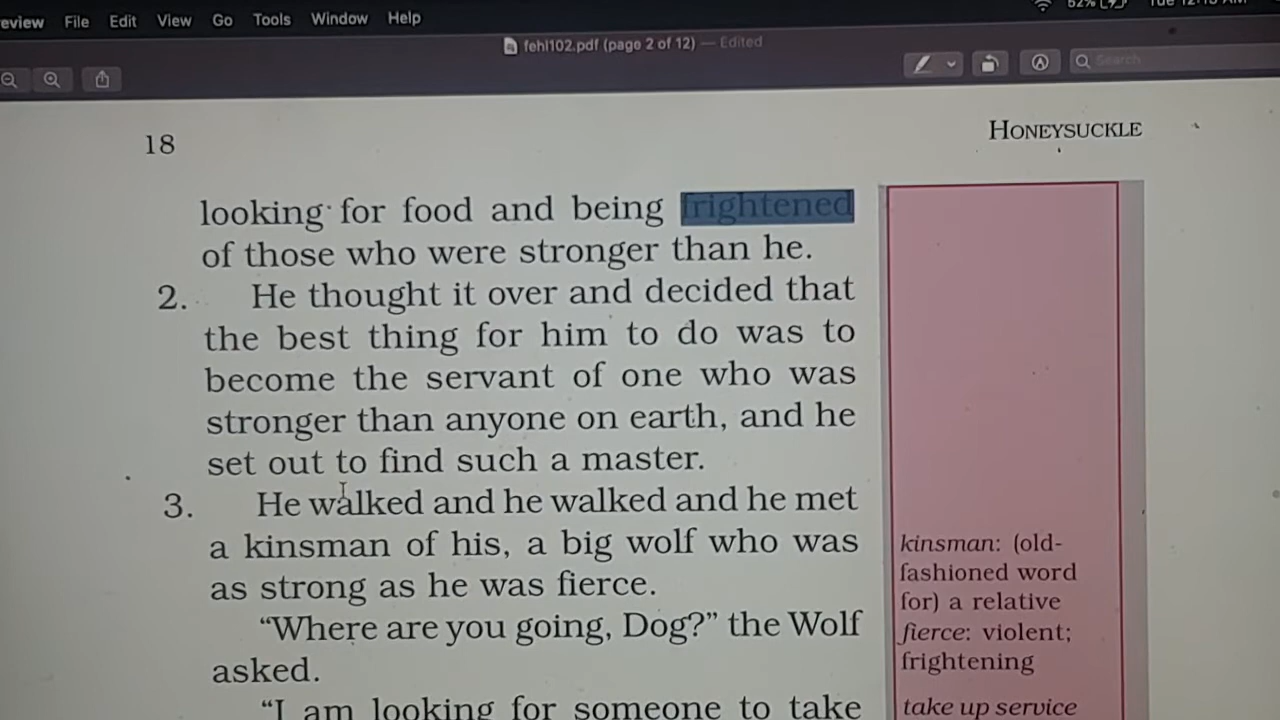 eview File Edit View Go Tools Window Help
fehl102.pdf (page 2 of 12) — Edited
Search
18
HONEYSUCKLE
looking for food and being frightened
of those who were stronger than he.
2. He thought it over and decided that
the best thing for him to do was to
become the servant of one who was
stronger than anyone on earth, and he
set out to find such a master.
3. He walked and he walked and he met
a kinsman of his, a big wolf who was
as strong as he was fierce.
“Where are you going, Dog?” the Wolf
asked.
“I am looking for someone to take
kinsman: (old-
fashioned word
for) a relative
fierce: violent;
frightening
take up service